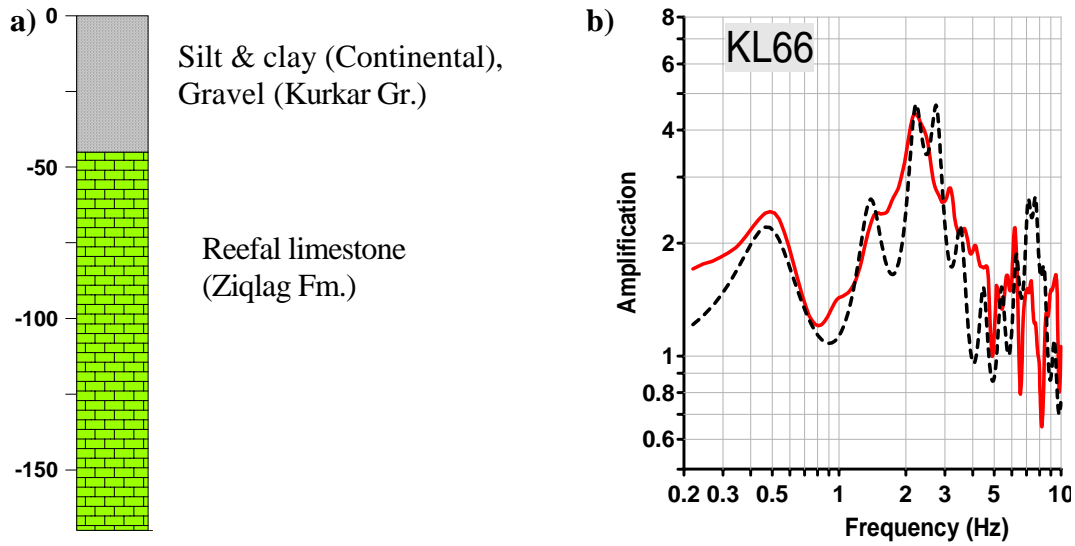 a)
0
-50
-100
-150
Silt & clay (Continental),
Gravel (Kurkar Gr.)
Reefal limestone
(Ziqlag Fm.)
b)
KL66
Amplification
8
6
4
2
1
0.8
0.6
0.2 0.3 0.5 1 2 3 5 10
Frequency (Hz)